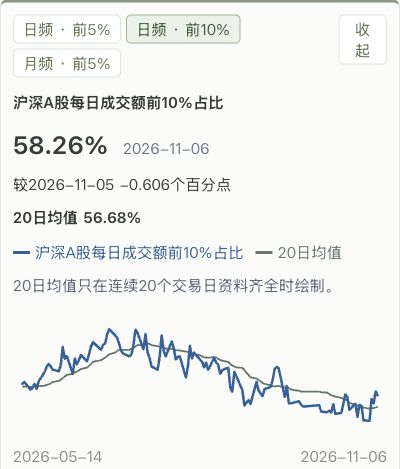 日频 · 前5%
日频 · 前10%
收起
月频 · 前5%
沪深A股每日成交额前10%占比
58.26% 2026-11-06
较2026-11-05 -0.606个百分点
20日均值 56.68%
沪深A股每日成交额前10%占比 20日均值
20日均值只在连续20个交易日资料齐全时绘制。
2026-05-14 2026-11-06